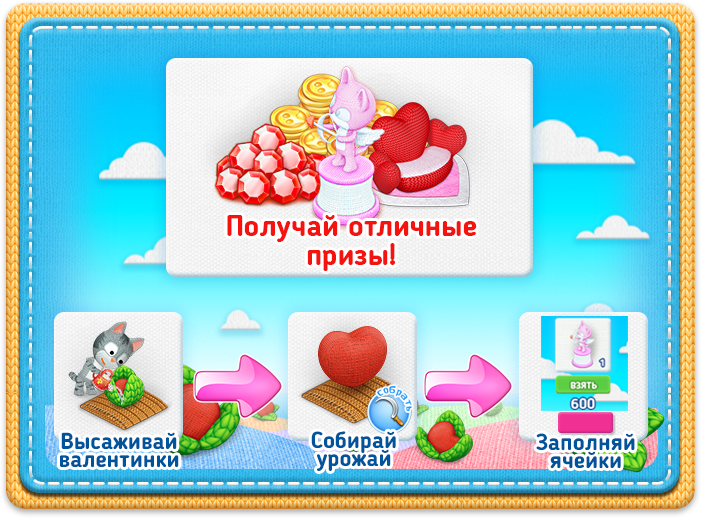 Получай отличные
призы!
Высаживай
валентинки
собрать
Собирай
урожай
1
взять
600
Заполняй
ячейки